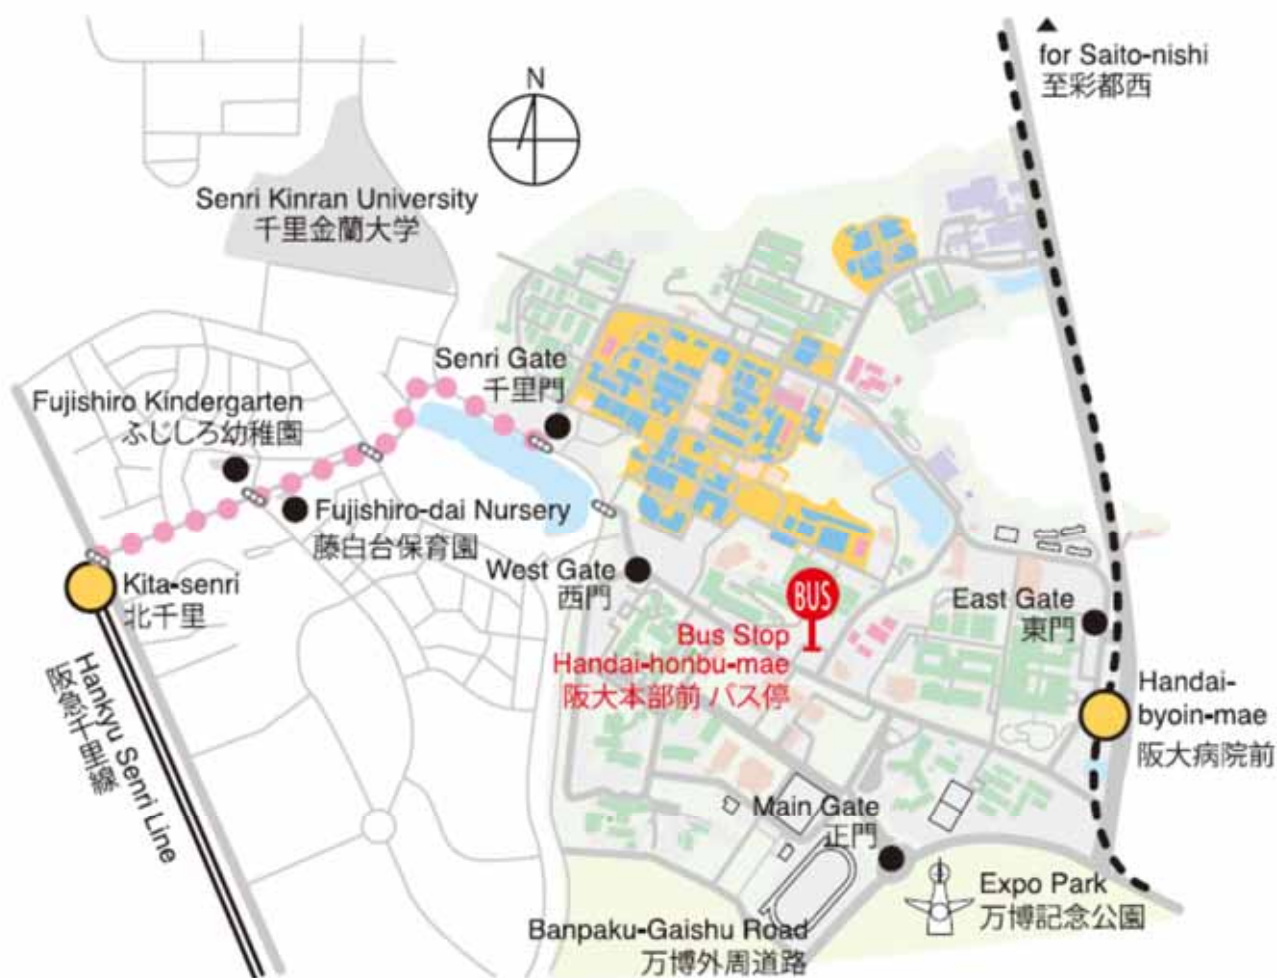 N
for Saito-nishi
至彩都西
Senri Kinran University
千里金蘭大学
Senri Gate
千里門
Fujishiro Kindergarten
ふじしろ幼稚園
Fujishiro-dai Nursery
藤白台保育園
Kita-senri
北千里
West Gate
西門
BUS
Bus Stop
Handai-honbu-mae
阪大本部前 バス停
East Gate
東門
Handai-
byoin-mae
阪大病院前
Hankyu Senri Line
阪急千里線
Main Gate
正門
Expo Park
万博記念公園
Banpaku-Gaishu Road
万博外周道路